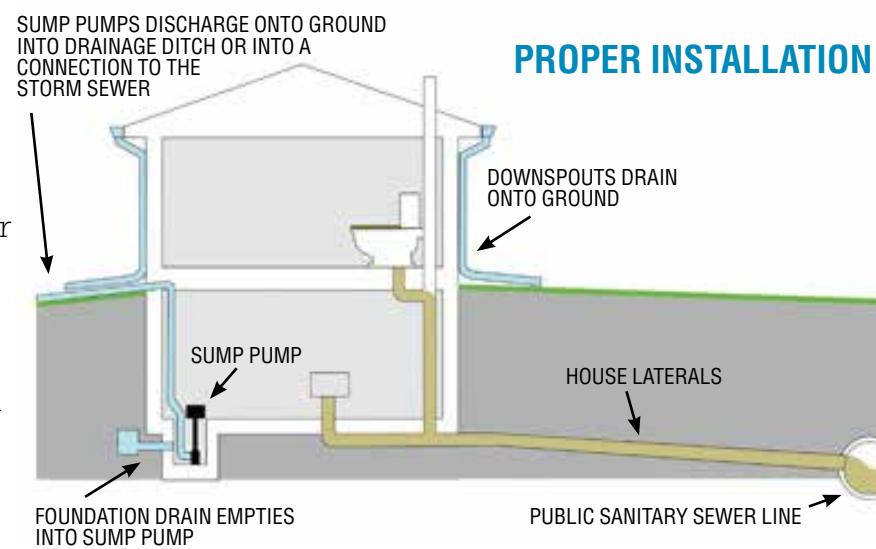 SUMP PUMPS DISCHARGE ONTO GROUND
INTO DRAINAGE DITCH OR INTO A
CONNECTION TO THE
STORM SEWER
PROPER INSTALLATION
DOWNSPOUTS DRAIN
ONTO GROUND
r
SUMP PUMP
HOUSE LATERALS
FOUNDATION DRAIN EMPTIES
INTO SUMP PUMP
PUBLIC SANITARY SEWER LINE